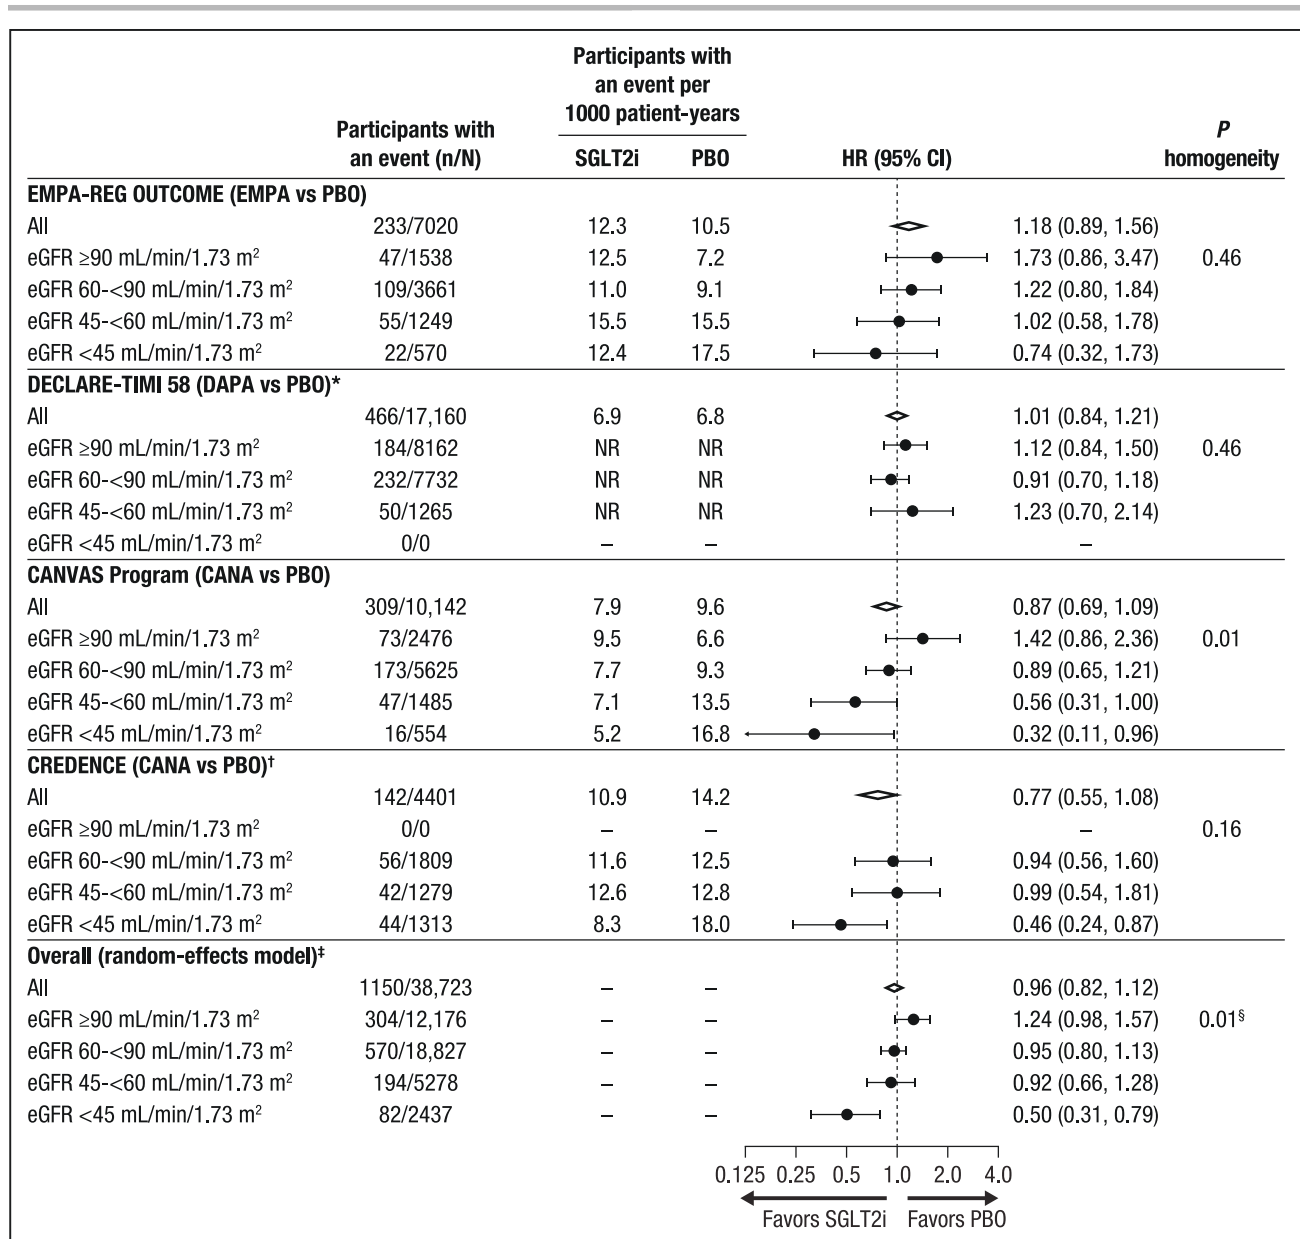 Participants with
an event per
1000 patient-years
Participants with
an event (n/N) SGLT2i PBO HR (95% CI) P
homogeneity
EMPA-REG OUTCOME (EMPA vs PBO)
All 233/7020 12.3 10.5 1.18 (0.89, 1.56)
eGFR ≥90 mL/min/1.73 m² 47/1538 12.5 7.2 1.73 (0.86, 3.47) 0.46
eGFR 60-<90 mL/min/1.73 m² 109/3661 11.0 9.1 1.22 (0.80, 1.84)
eGFR 45-<60 mL/min/1.73 m² 55/1249 15.5 15.5 1.02 (0.58, 1.78)
eGFR <45 mL/min/1.73 m² 22/570 12.4 17.5 0.74 (0.32, 1.73)
DECLARE-TIMI 58 (DAPA vs PBO)*
All 466/17,160 6.9 6.8 1.01 (0.84, 1.21)
eGFR ≥90 mL/min/1.73 m² 184/8162 NR NR 1.12 (0.84, 1.50) 0.46
eGFR 60-<90 mL/min/1.73 m² 232/7732 NR NR 0.91 (0.70, 1.18)
eGFR 45-<60 mL/min/1.73 m² 50/1265 NR NR 1.23 (0.70, 2.14)
eGFR <45 mL/min/1.73 m² 0/0 – – –
CANVAS Program (CANA vs PBO)
All 309/10,142 7.9 9.6 0.87 (0.69, 1.09)
eGFR ≥90 mL/min/1.73 m² 73/2476 9.5 6.6 1.42 (0.86, 2.36) 0.01
eGFR 60-<90 mL/min/1.73 m² 173/5625 7.7 9.3 0.89 (0.65, 1.21)
eGFR 45-<60 mL/min/1.73 m² 47/1485 7.1 13.5 0.56 (0.31, 1.00)
eGFR <45 mL/min/1.73 m² 16/554 5.2 16.8 0.32 (0.11, 0.96)
CREDENCE (CANA vs PBO)†
All 142/4401 10.9 14.2 0.77 (0.55, 1.08)
eGFR ≥90 mL/min/1.73 m² 0/0 – – – 0.16
eGFR 60-<90 mL/min/1.73 m² 56/1809 11.6 12.5 0.94 (0.56, 1.60)
eGFR 45-<60 mL/min/1.73 m² 42/1279 12.6 12.8 0.99 (0.54, 1.81)
eGFR <45 mL/min/1.73 m² 44/1313 8.3 18.0 0.46 (0.24, 0.87)
Overall (random-effects model)‡
All 1150/38,723 – – 0.96 (0.82, 1.12)
eGFR ≥90 mL/min/1.73 m² 304/12,176 – – 1.24 (0.98, 1.57) 0.01§
eGFR 60-<90 mL/min/1.73 m² 570/18,827 – – 0.95 (0.80, 1.13)
eGFR 45-<60 mL/min/1.73 m² 194/5278 – – 0.92 (0.66, 1.28)
eGFR <45 mL/min/1.73 m² 82/2437 – – 0.50 (0.31, 0.79)
0.125 0.25 0.5 1.0 2.0 4.0
Favors SGLT2i Favors PBO